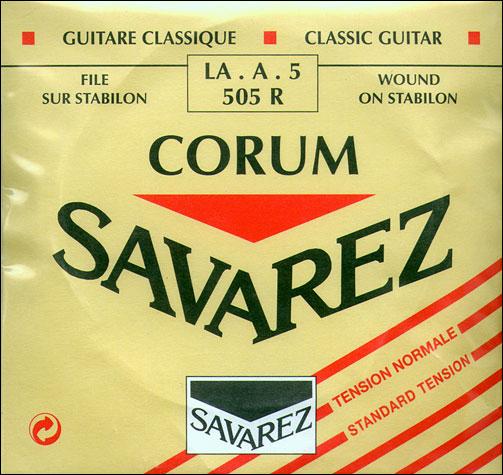 GUITARE CLASSIQUE ■ CLASSIC GUITAR
FILE
SUR STABILON
LA . A . 5
505 R
WOUND
ON STABILON
CORUM
SAVAREZ
TENSION NORMALE
STANDARD TENSION
SAVAREZ